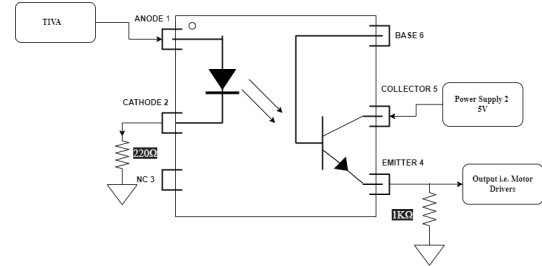 TIVA
ANODE 1
BASE 6
CATHODE 2
COLLECTOR 5
Power Supply 2
5V
220Ω
NC 3
EMITTER 4
Output i.e. Motor
Drivers
1KΩ